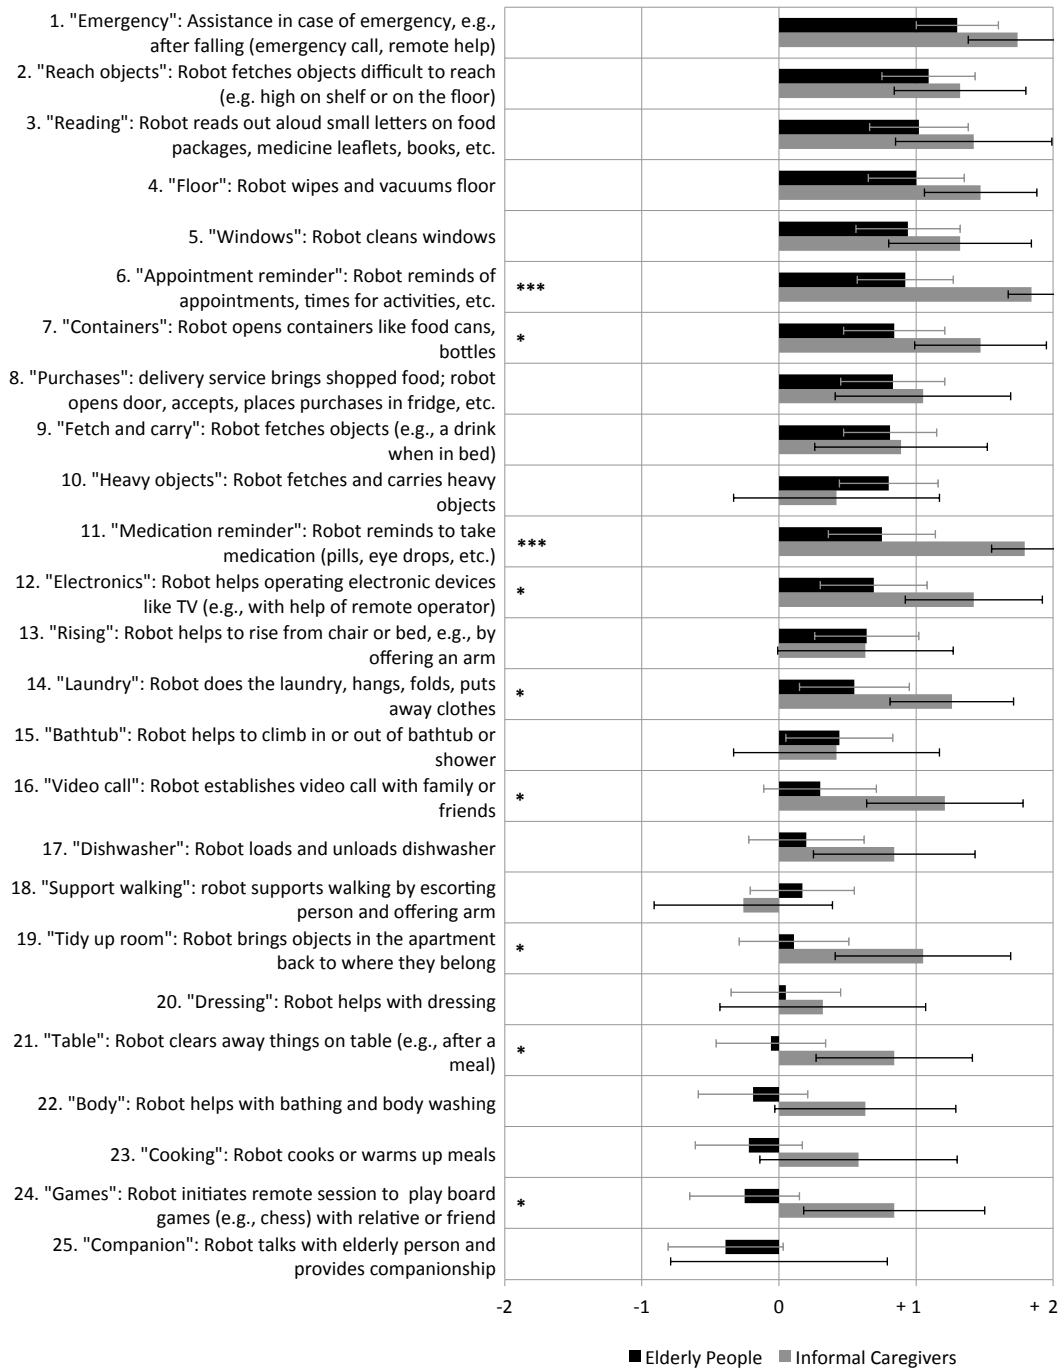 1. "Emergency": Assistance in case of emergency, e.g.,
after falling (emergency call, remote help)
2. "Reach objects": Robot fetches objects difficult to reach
(e.g. high on shelf or on the floor)
3. "Reading": Robot reads out aloud small letters on food
packages, medicine leaflets, books, etc.
4. "Floor": Robot wipes and vacuums floor
5. "Windows": Robot cleans windows
6. "Appointment reminder": Robot reminds of
appointments, times for activities, etc.
***
7. "Containers": Robot opens containers like food cans,
bottles
*
8. "Purchases": delivery service brings shopped food; robot
opens door, accepts, places purchases in fridge, etc.
9. "Fetch and carry": Robot fetches objects (e.g., a drink
when in bed)
10. "Heavy objects": Robot fetches and carries heavy
objects
11. "Medication reminder": Robot reminds to take
medication (pills, eye drops, etc.)
***
12. "Electronics": Robot helps operating electronic devices
like TV (e.g., with help of remote operator)
*
13. "Rising": Robot helps to rise from chair or bed, e.g., by
offering an arm
14. "Laundry": Robot does the laundry, hangs, folds, puts
away clothes
*
15. "Bathtub": Robot helps to climb in or out of bathtub or
shower
16. "Video call": Robot establishes video call with family or
friends
*
17. "Dishwasher": Robot loads and unloads dishwasher
18. "Support walking": robot supports walking by escorting
person and offering arm
19. "Tidy up room": Robot brings objects in the apartment
back to where they belong
*
20. "Dressing": Robot helps with dressing
21. "Table": Robot clears away things on table (e.g., after a
meal)
*
22. "Body": Robot helps with bathing and body washing
23. "Cooking": Robot cooks or warms up meals
24. "Games": Robot initiates remote session to play board
games (e.g., chess) with relative or friend
*
25. "Companion": Robot talks with elderly person and
provides companionship
-2 -1 0 + 1 + 2
Elderly People Informal Caregivers